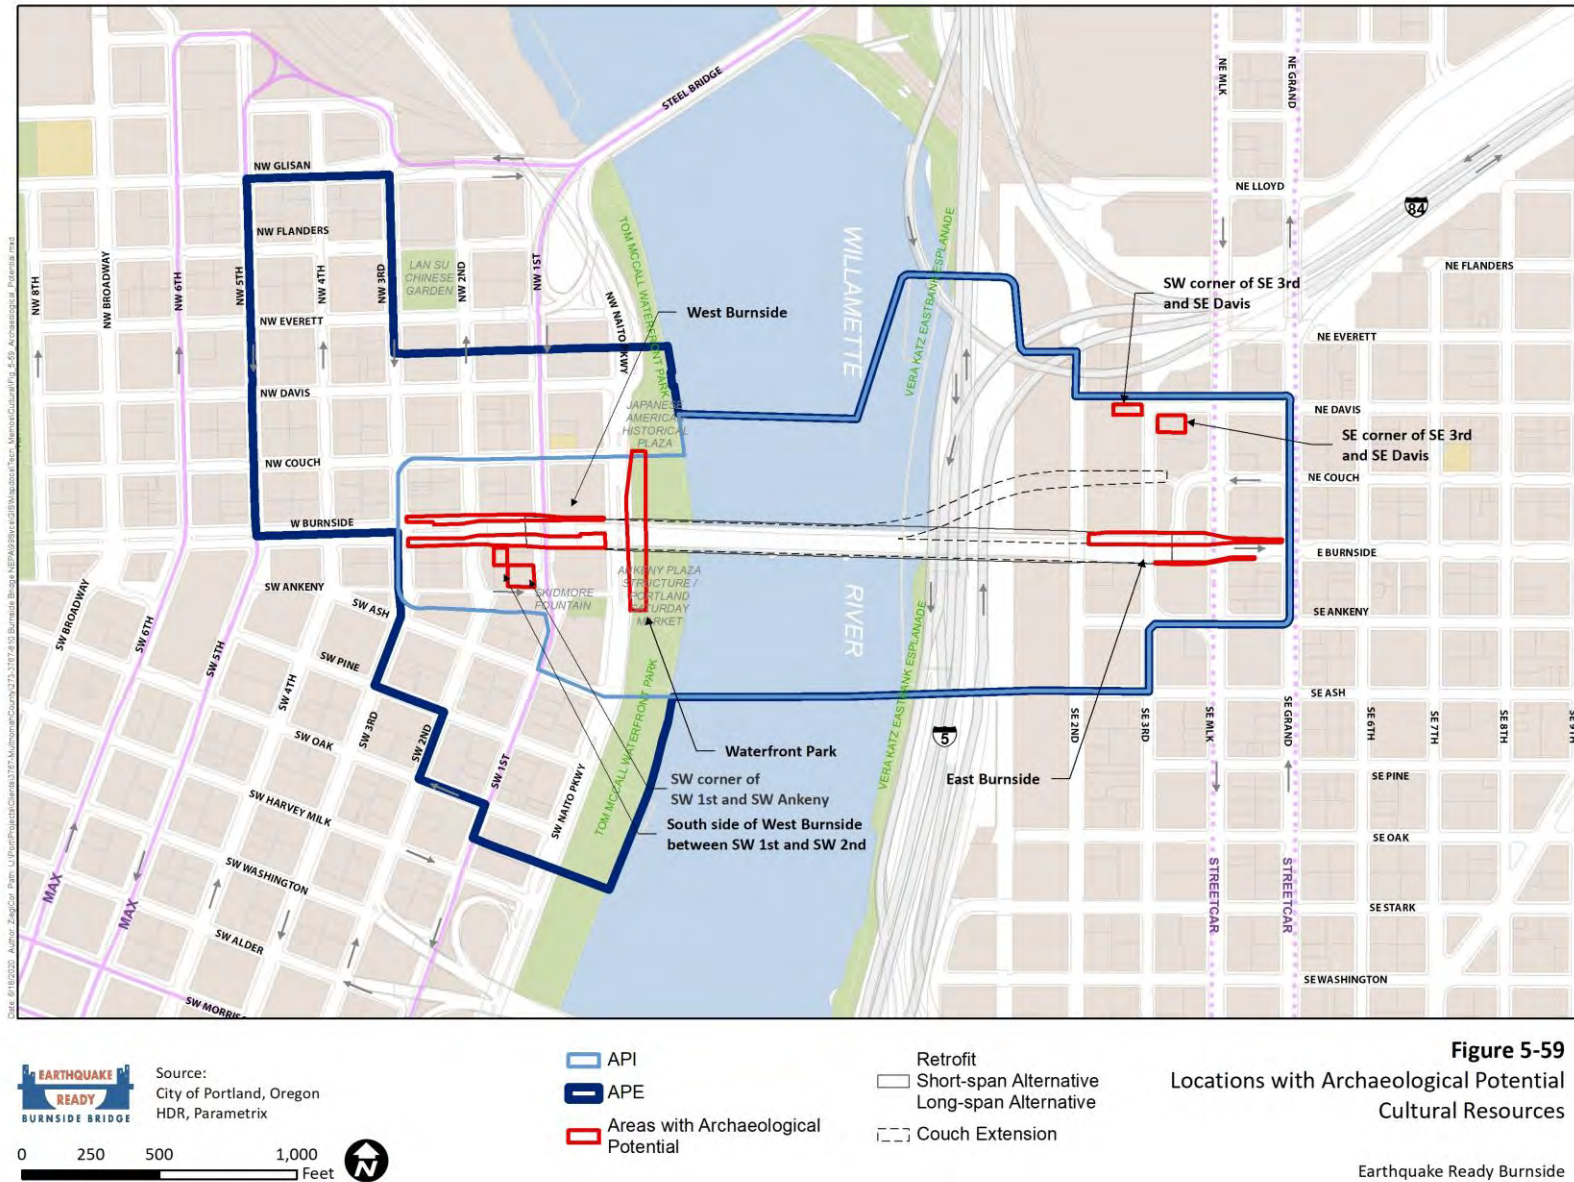 STEEL BRIDGE
NE MLK
NE GRAND
NW GLISAN
NE LLOYD
84
NW FLANDERS
TOM MCCALL WATERFRONT PARK
WILLAMETTE
VERA KATZ EASTBANK ESPLANADE
NW 8TH
NW BROADWAY
NW 6TH
NW 5TH
NW 4TH
NW 3RD
LAN SU
CHINESE
GARDEN
NW 2ND
NW 1ST
NE FLANDERS
SW corner of SE 3rd
and SE Davis
NW NAITO PKWY
West Burnside
NW EVERETT
NE EVERETT
NW DAVIS
JAPANESE
AMERICAN
HISTORICAL
PLAZA
NE DAVIS
SE corner of SE 3rd
and SE Davis
NW COUCH
NE COUCH
W BURNSIDE
E BURNSIDE
ANKENY PLAZA
STRUCTURE /
PORTLAND
SATURDAY
MARKET
SW ANKENY
SKIDMORE
FOUNTAIN
RIVER
SW ASH
SE ANKENY
SW BROADWAY
SW 6TH
SW 5TH
SW PINE
SW 4TH
VERA KATZ EASTBANK ESPLANADE
TOM MCCALL WATERFRONT PARK
SE ASH
SW 3RD
SW 2ND
SW OAK
SW 1ST
5
SE 2ND
SE 3RD
SE MLK
SE GRAND
SE 6TH
SE 7TH
SE 8TH
SE 9TH
Waterfront Park
East Burnside
SW corner of
SW 1st and SW Ankeny
SE PINE
SW HARVEY MILK
SW NAITO PKWY
South side of West Burnside
between SW 1st and SW 2nd
SE OAK
SW WASHINGTON
MAX
MAX
STREETCAR
STREETCAR
SE STARK
SW ALDER
SE WASHINGTON
SW MORRIS
EARTHQUAKE
READY
BURNSIDE BRIDGE
Source:
City of Portland, Oregon
HDR, Parametrix
0 250 500 1,000
Feet
N
API
APE
Areas with Archaeological
Potential
Retrofit
Short-span Alternative
Long-span Alternative
Couch Extension
Figure 5-59
Locations with Archaeological Potential
Cultural Resources
Earthquake Ready Burnside